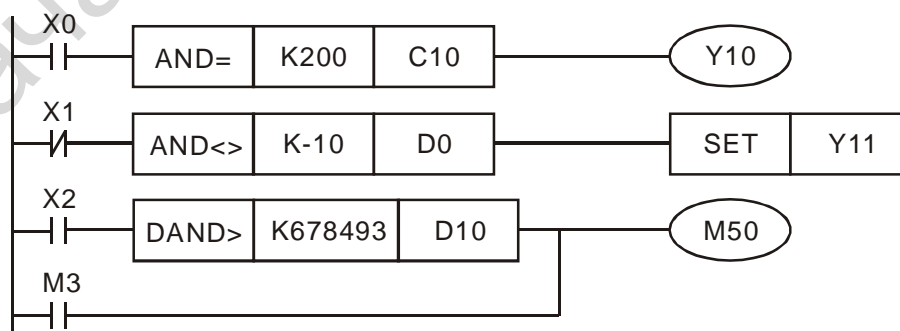 X0
AND= K200 C10 Y10
X1
AND<> K-10 D0 SET Y11
X2
DAND> K678493 D10 M50
M3